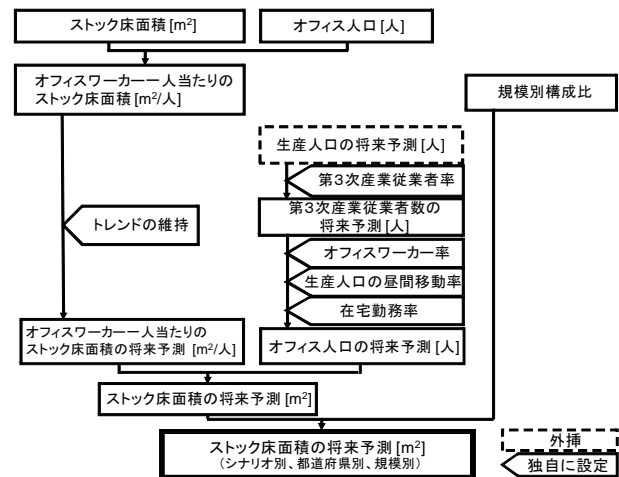 ストック床面積 [m²]
オフィス人口 [人]
オフィスワーカー一人当たりの
ストック床面積 [m²/人]
規模別構成比
生産人口の将来予測 [人]
第3次産業従業者率
第3次産業従業者数の
将来予測 [人]
トレンドの維持
オフィスワーカー率
生産人口の昼間移動率
在宅勤務率
オフィスワーカー一人当たりの
ストック床面積の将来予測 [m²/人]
オフィス人口の将来予測 [人]
ストック床面積の将来予測 [m²]
ストック床面積の将来予測 [m²]
(シナリオ別、都道府県別、規模別)
外挿
独自に設定